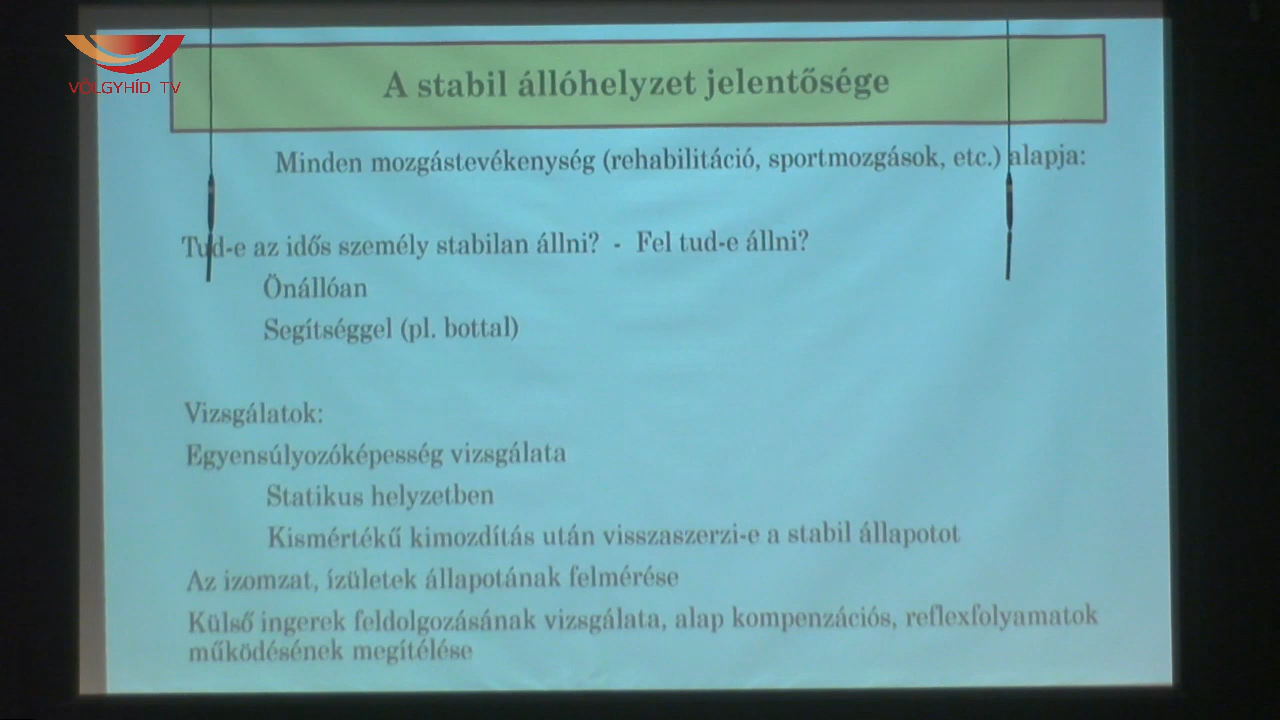 VÖLGYHÍD TV
A stabil állóhelyzet jelentősége
Minden mozgástevékenység (rehabilitáció, sportmozgások, etc.) alapja:
Tud-e az idős személy stabilan állni? - Fel tud-e állni?
Önállóan
Segítséggel (pl. bottal)
Vizsgálatok:
Egyensúlyozóképesség vizsgálata
Statikus helyzetben
Kismértékű kimozdítás után visszaszerzi-e a stabil állapotot
Az izomzat, ízületek állapotának felmérése
Külső ingerek feldolgozásának vizsgálata, alap kompenzációs, reflexfolyamatok
működésének megítélése